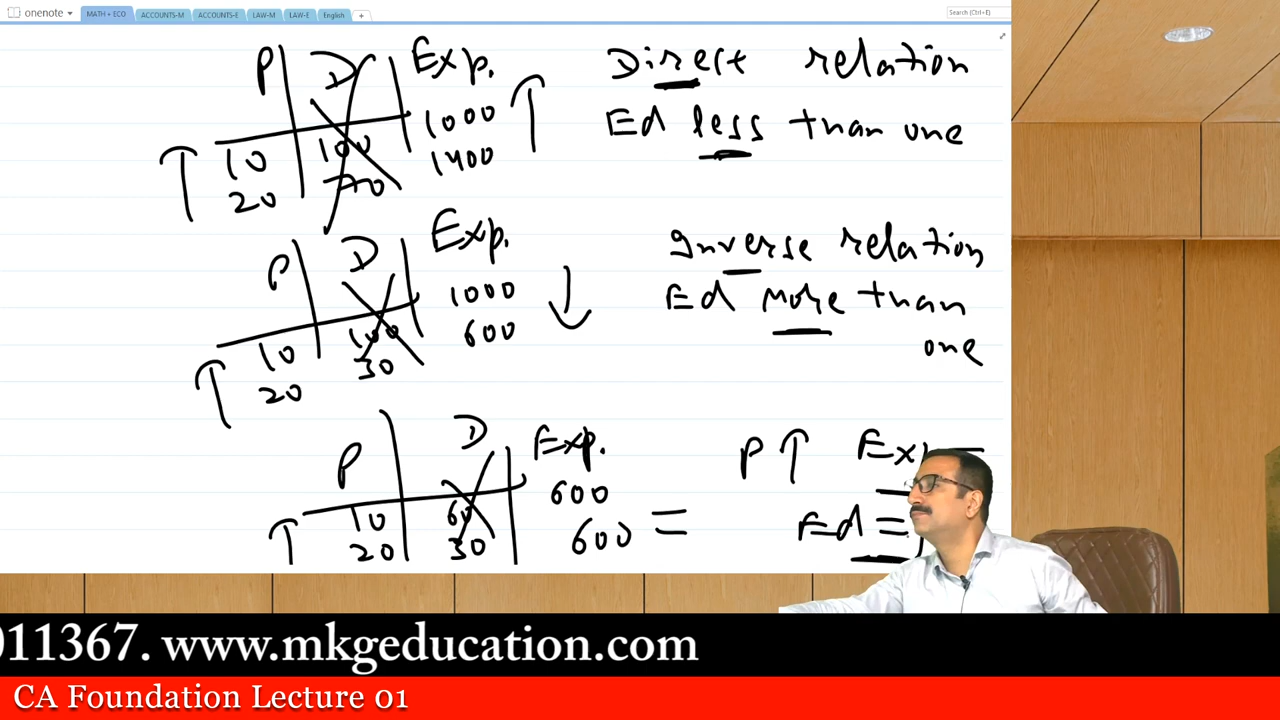 onenote
MATH + ECO
ACCOUNTS-M
ACCOUNTS-E
LAW-M
LAW-E
English
+
Search (Ctrl+E)
P D Exp.
10 100 1000
20 70 1400
Direct relation
Ed less than one
P D Exp.
10 100 1000
20 30 600
Inverse relation
Ed more than
one
P D Exp.
10 60 600
20 30 600 =
P ↑
Ed =
011367. www.mkgeducation.com
CA Foundation Lecture 01